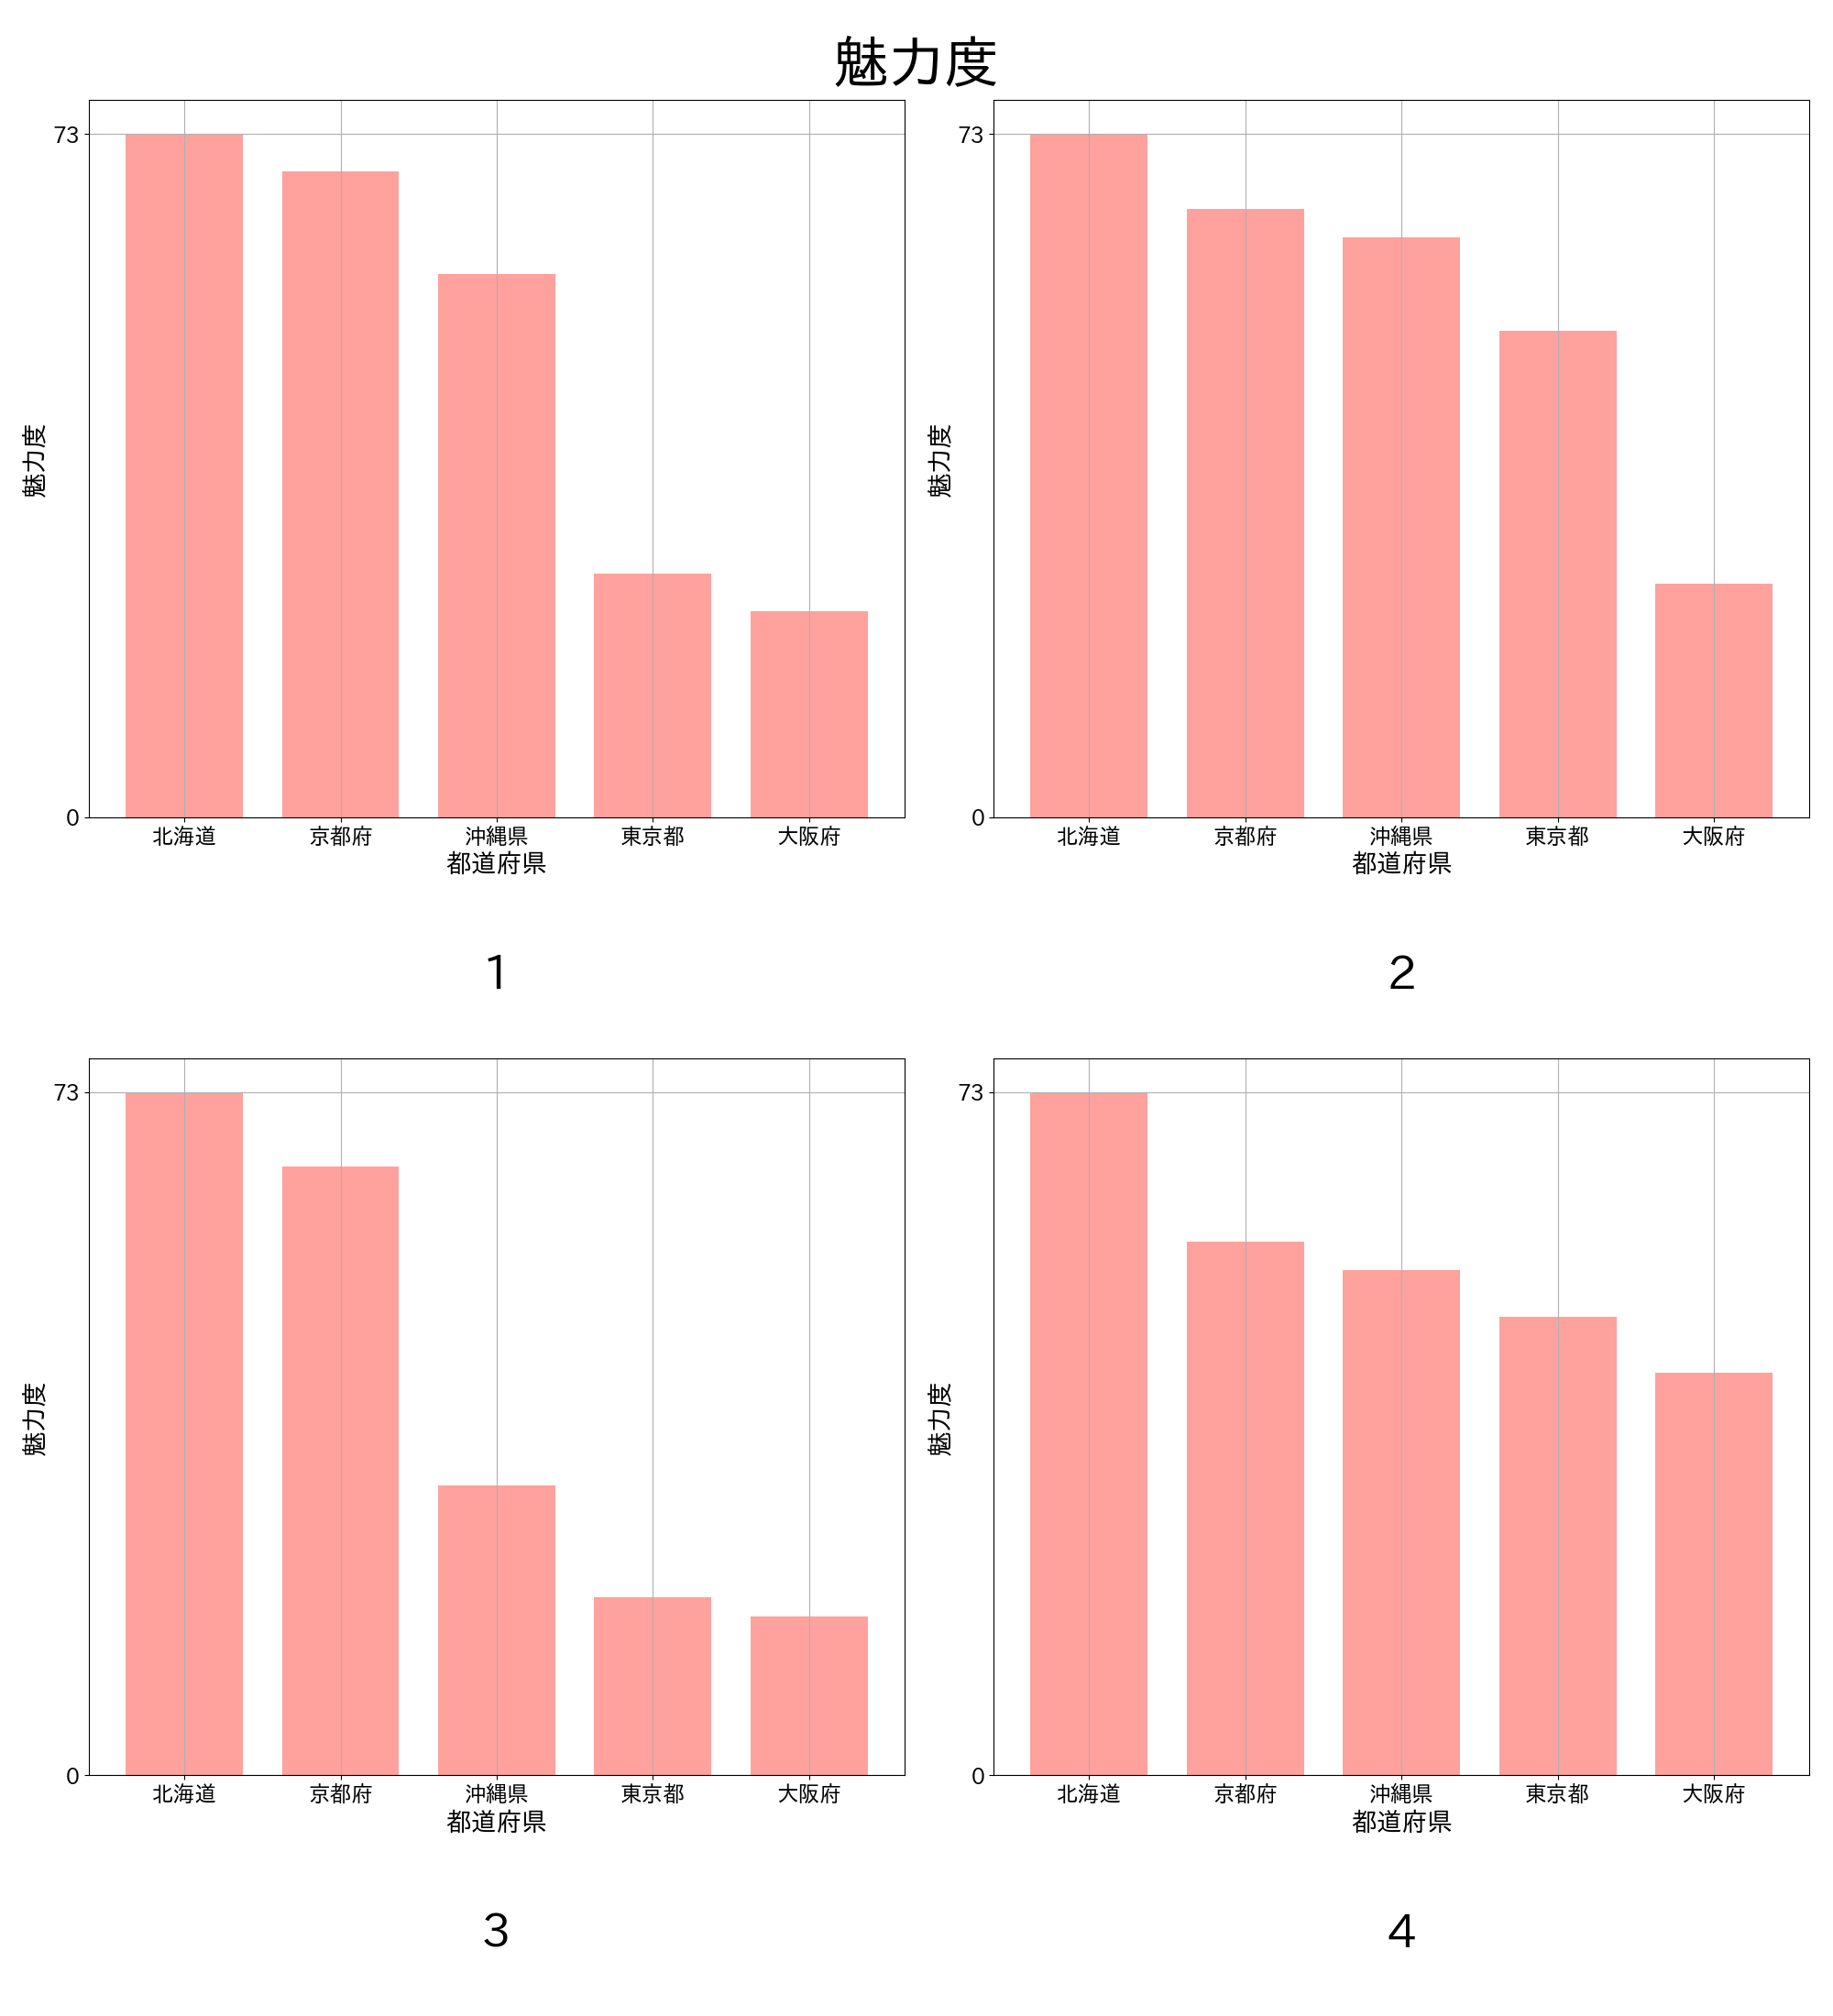 魅力度
73
魅力度
0
北海道 京都府 沖縄県 東京都 大阪府
都道府県
1
73
魅力度
0
北海道 京都府 沖縄県 東京都 大阪府
都道府県
2
73
魅力度
0
北海道 京都府 沖縄県 東京都 大阪府
都道府県
3
73
魅力度
0
北海道 京都府 沖縄県 東京都 大阪府
都道府県
4